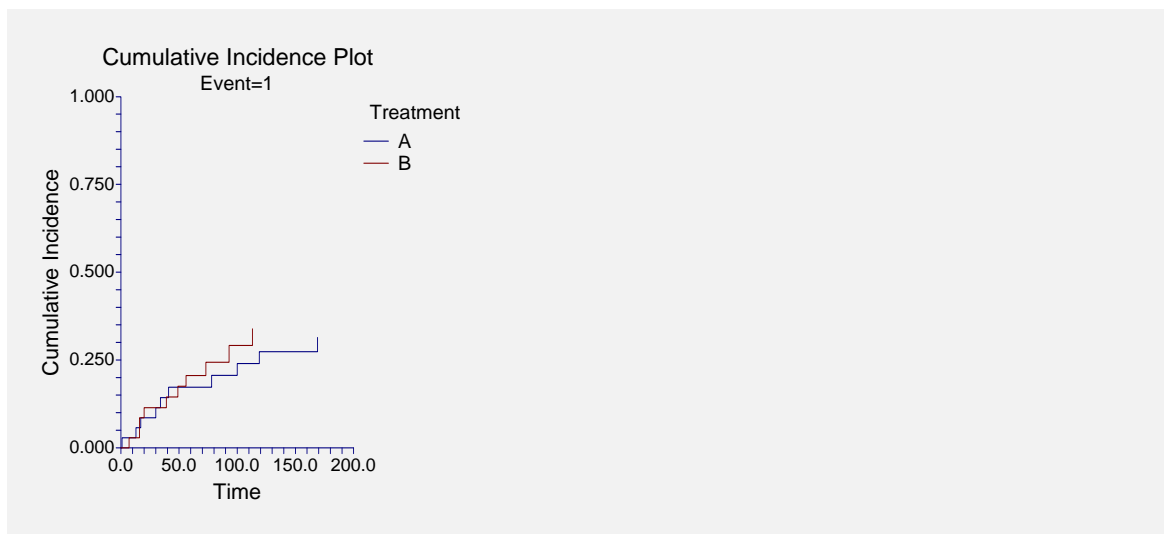 Cumulative Incidence Plot
Event=1
Treatment
A
B
Cumulative Incidence
1.000
0.750
0.500
0.250
0.000
0.0 50.0 100.0 150.0 200.0
Time